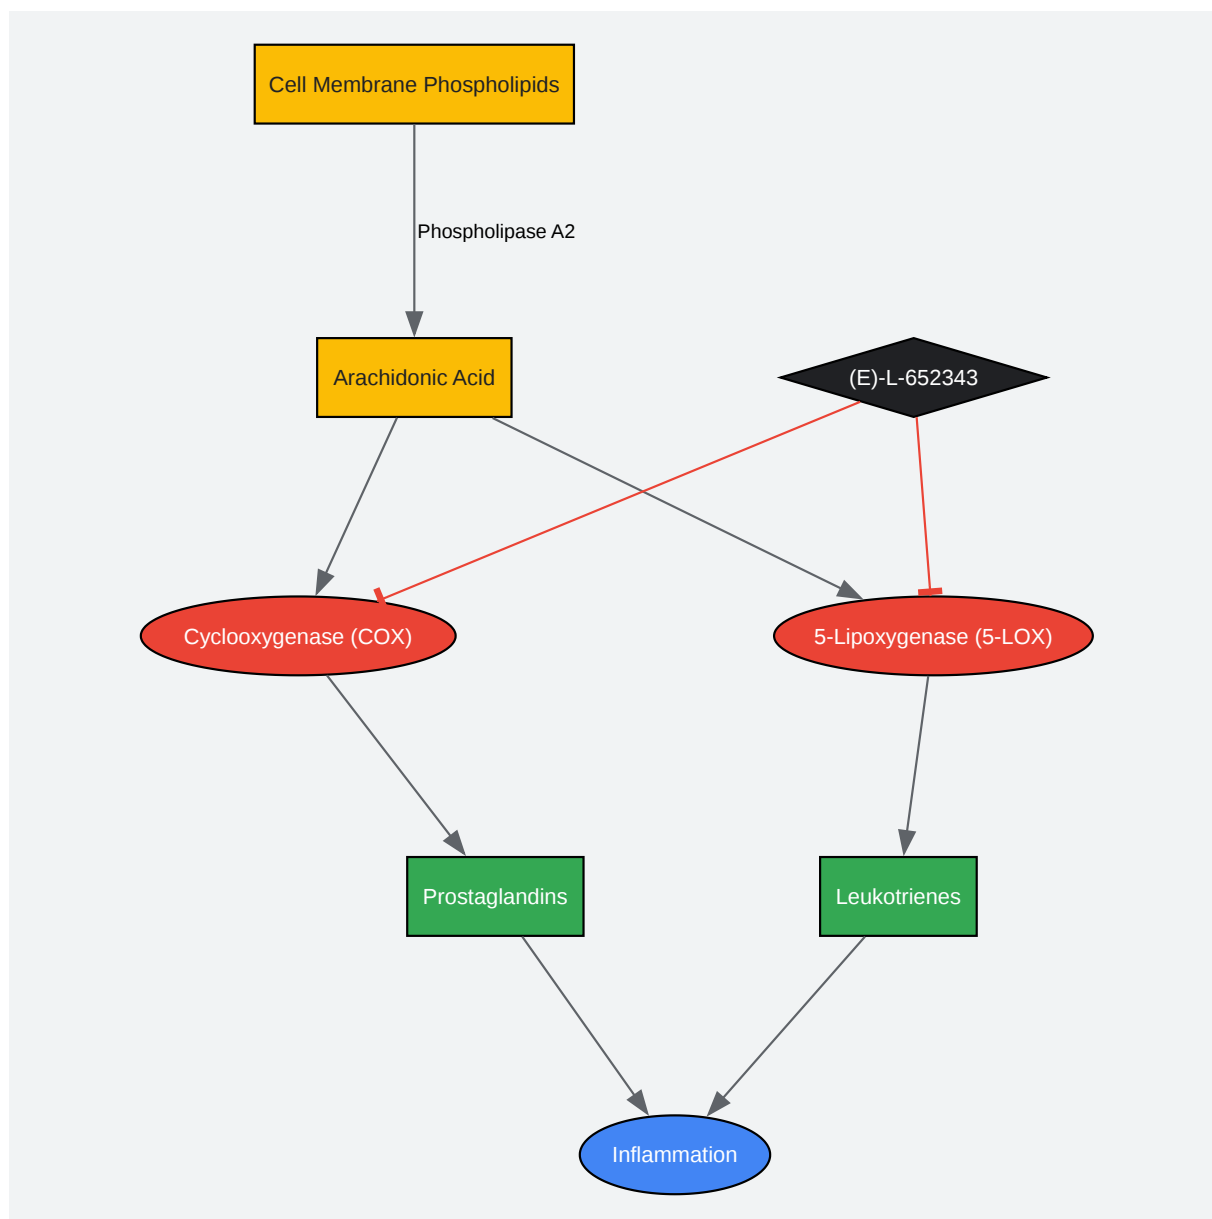 Cell Membrane Phospholipids
Phospholipase A2
Arachidonic Acid
(E)-L-652343
Cyclooxygenase (COX)
5-Lipoxygenase (5-LOX)
Prostaglandins
Leukotrienes
Inflammation